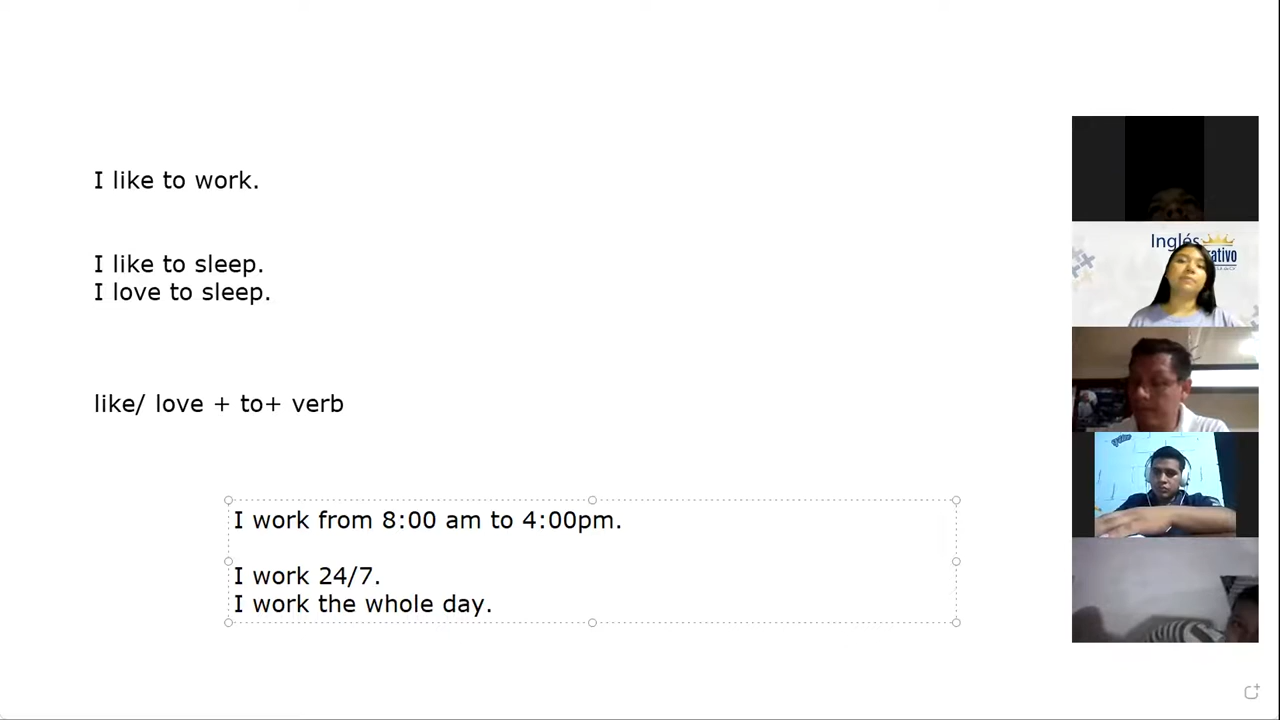 I like to work.
I like to sleep.
I love to sleep.
like/ love + to+ verb
I work from 8:00 am to 4:00pm.
I work 24/7.
I work the whole day.
Inglés